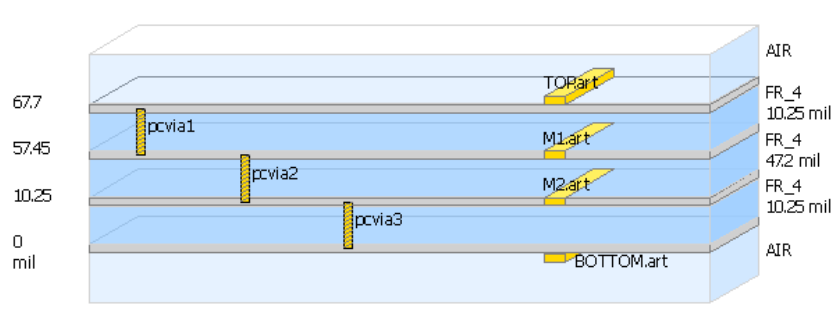 AIR
TOP.art
67.7
FR_4
10.25 mil
pcvia1
57.45
M1.art
FR_4
47.2 mil
pcvia2
10.25
M2.art
FR_4
10.25 mil
pcvia3
0
mil
AIR
BOTTOM.art